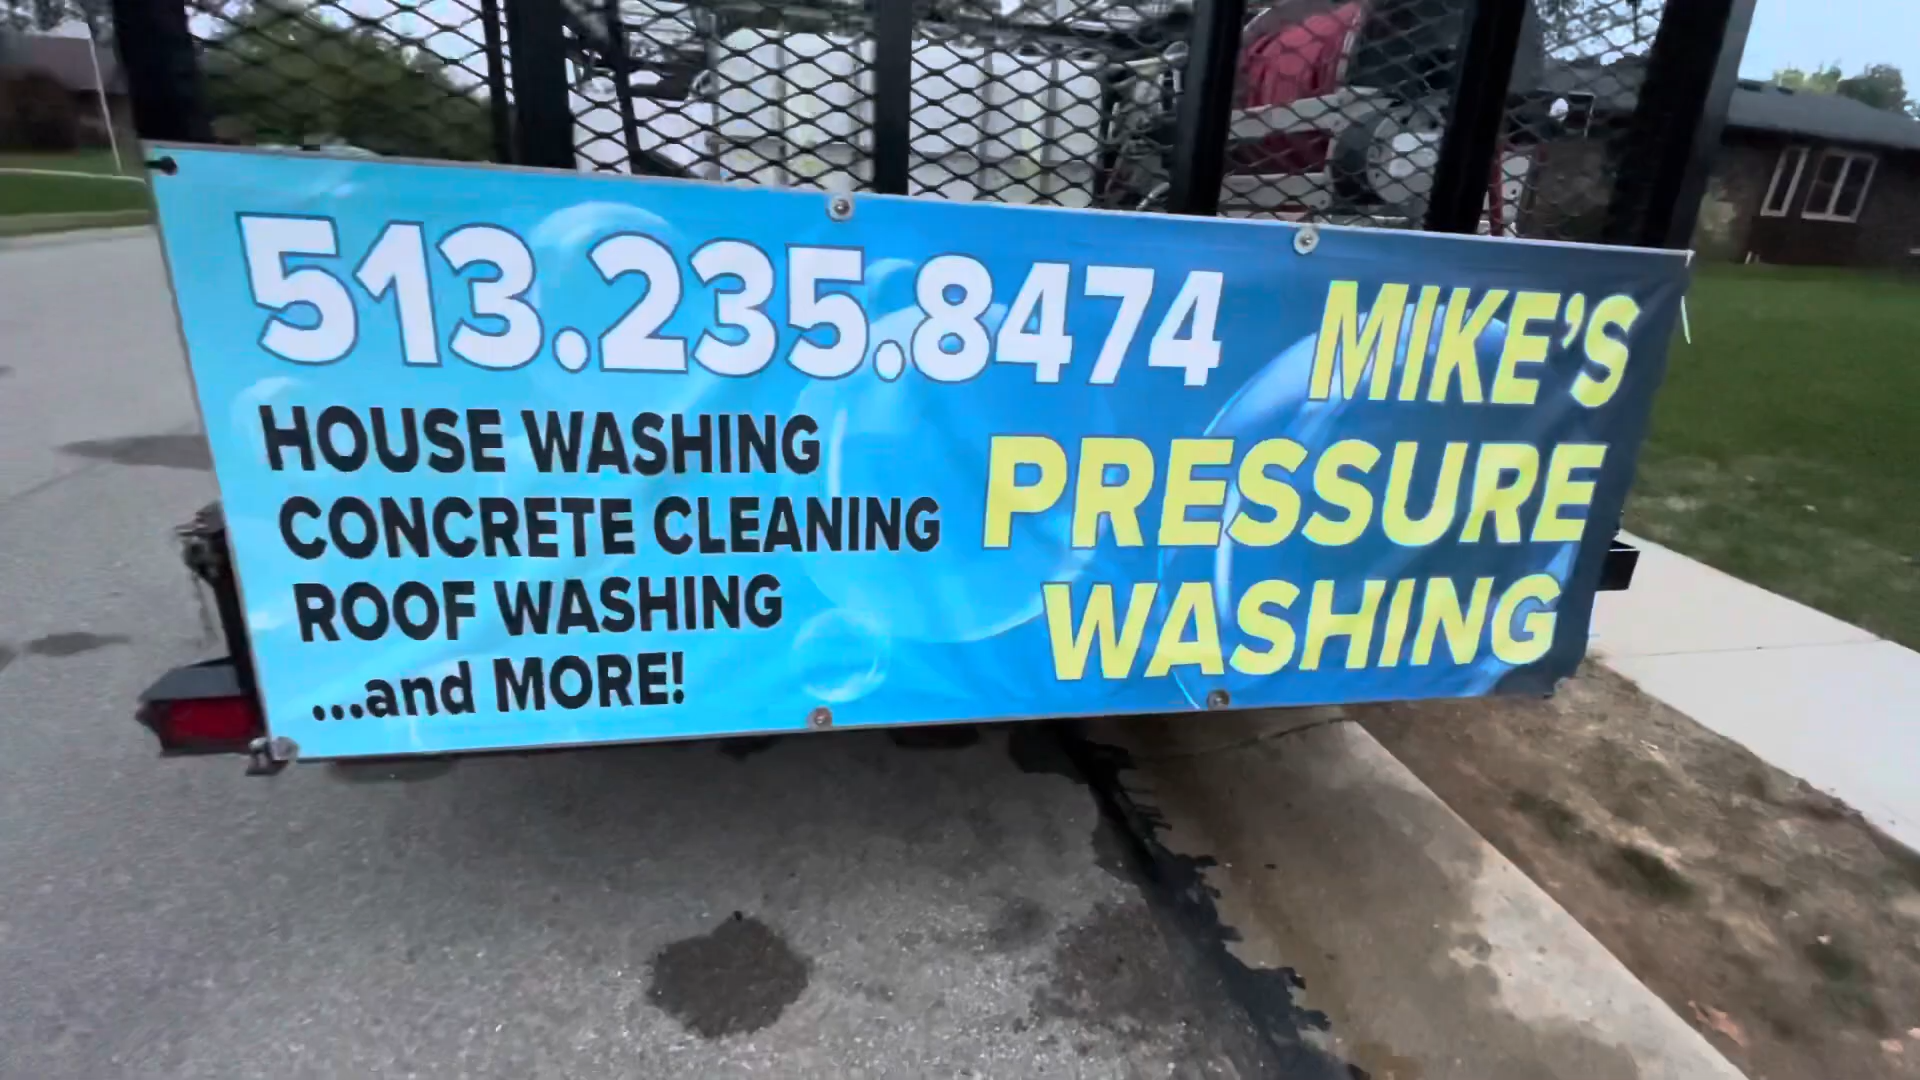 513.235.8474
HOUSE WASHING
CONCRETE CLEANING
ROOF WASHING
...and MORE!
MIKE'S
PRESSURE
WASHING